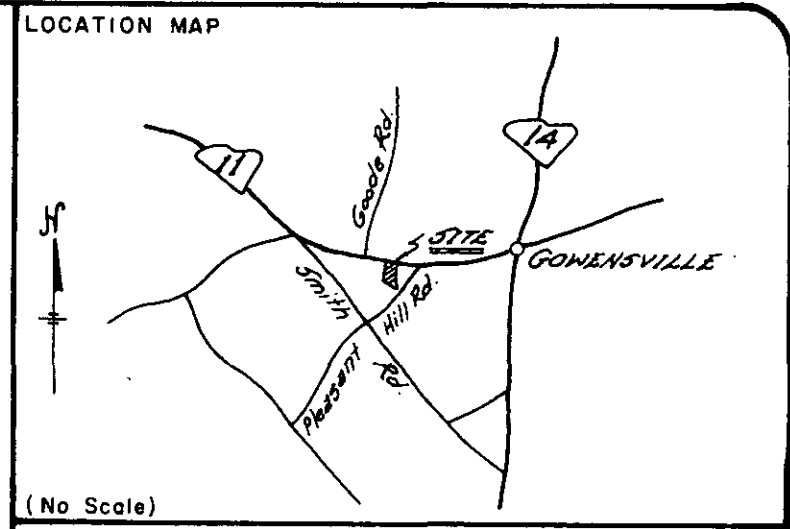 LOCATION MAP
14
11
Goode Rd.
N
SITE
GOWENSVILLE
Smith Rd.
Pleasant Hill Rd.
(No Scale)